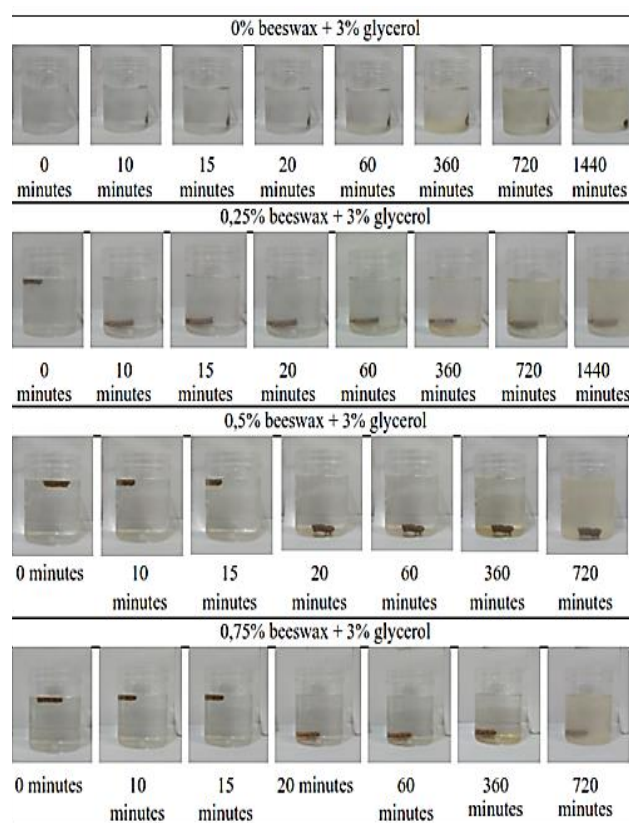 0% beeswax + 3% glycerol
0 10 15 20 60 360 720 1440
minutes minutes minutes minutes minutes minutes minutes minutes
0,25% beeswax + 3% glycerol
0 10 15 20 60 360 720 1440
minutes minutes minutes minutes minutes minutes minutes minutes
0,5% beeswax + 3% glycerol
0 minutes 10 15 20 60 360 720
minutes minutes minutes minutes minutes minutes
0,75% beeswax + 3% glycerol
0 minutes 10 15 20 minutes 60 360 720
minutes minutes minutes minutes minutes